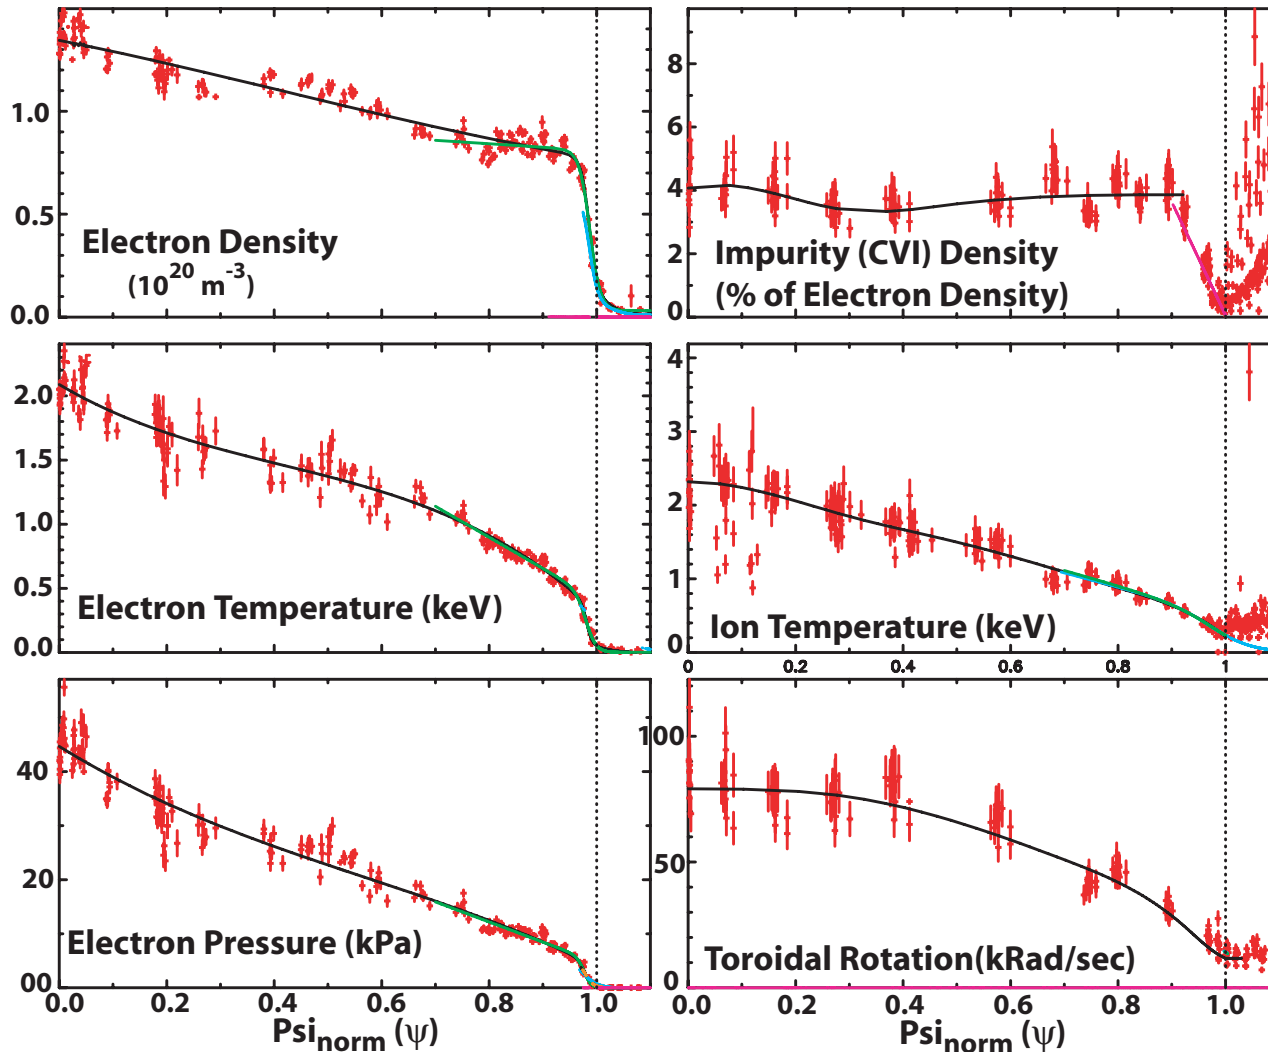 1.0
0.5
0.0
Electron Density
(10^20 m^-3)
8
6
4
2
0
Impurity (CVI) Density
(% of Electron Density)
2.0
1.5
1.0
0.5
0.0
Electron Temperature (keV)
4
3
2
1
0
Ion Temperature (keV)
0 0.2 0.4 0.6 0.8 1
40
20
00
Electron Pressure (kPa)
0.0 0.2 0.4 0.6 0.8 1.0
Psi_norm (ψ)
100
50
0
Toroidal Rotation(kRad/sec)
0.0 0.2 0.4 0.6 0.8 1.0
Psi_norm (ψ)